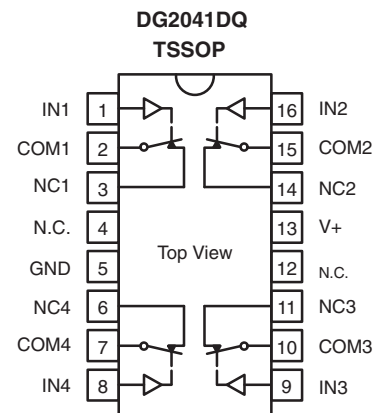 DG2041DQ
TSSOP
IN1 1 16 IN2
COM1 2 15 COM2
NC1 3 14 NC2
N.C. 4 13 V+
Top View
GND 5 12 N.C.
NC4 6 11 NC3
COM4 7 10 COM3
IN4 8 9 IN3